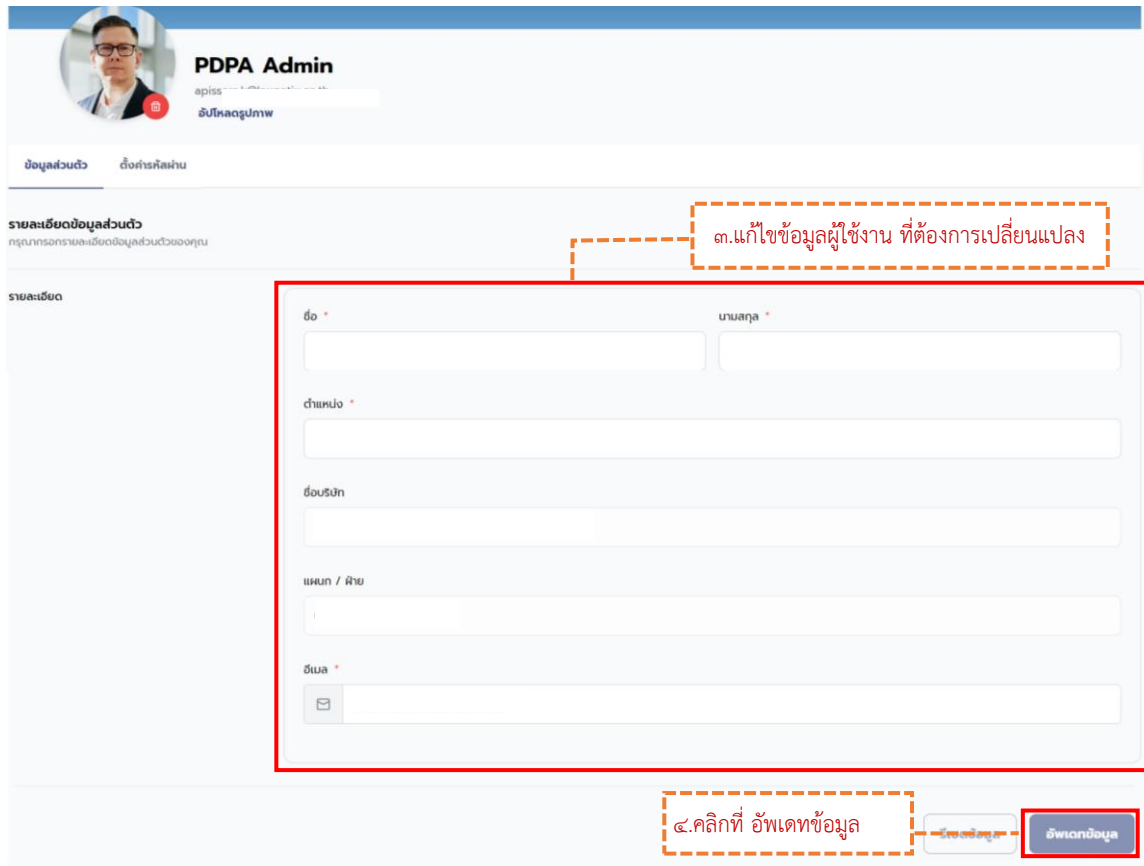 PDPA Admin
อัปโหลดรูปภาพ
ข้อมูลส่วนตัว ตั้งค่ารหัสผ่าน
รายละเอียดข้อมูลส่วนตัว
กรุณากรอกรายละเอียดข้อมูลส่วนตัวของคุณ
๓.แก้ไขข้อมูลผู้ใช้งาน ที่ต้องการเปลี่ยนแปลง
รายละเอียด
ชื่อ * นามสกุล *
ตำแหน่ง *
ชื่อบริษัท
แผนก / ฝ่าย
อีเมล *
๔.คลิกที่ อัพเดทข้อมูล
รีเซตข้อมูล อัพเดทข้อมูล